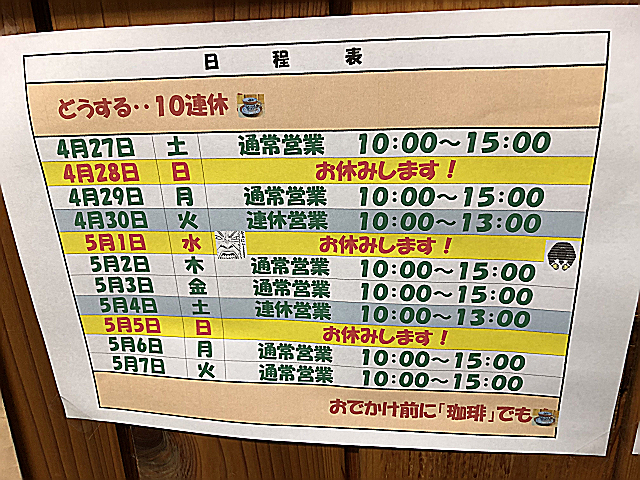 日程表
どうする‥10連休
4月27日 土 通常営業 10:00～15:00
4月28日 日 お休みします！
4月29日 月 通常営業 10:00～15:00
4月30日 火 連休営業 10:00～13:00
5月1日 水 お休みします！
5月2日 木 通常営業 10:00～15:00
5月3日 金 通常営業 10:00～15:00
5月4日 土 連休営業 10:00～13:00
5月5日 日 お休みします！
5月6日 月 通常営業 10:00～15:00
5月7日 火 通常営業 10:00～15:00
おでかけ前に「珈琲」でも